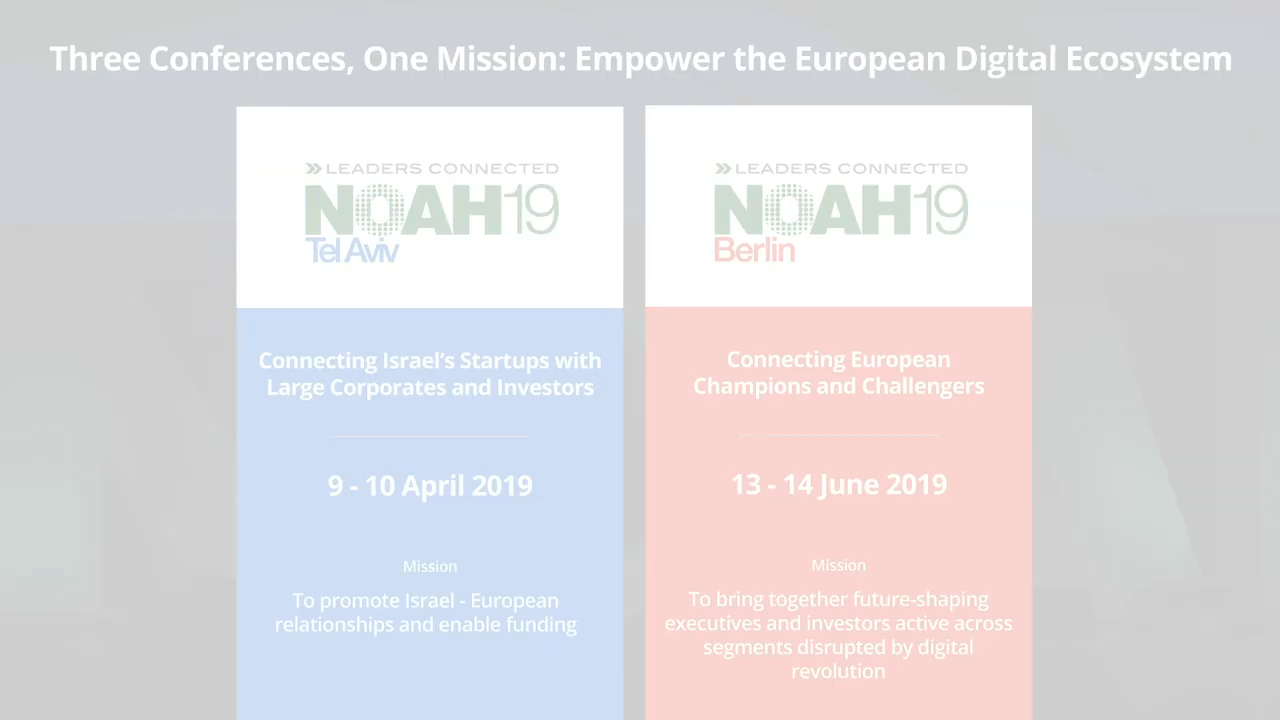 Three Conferences, One Mission: Empower the European Digital Ecosystem
LEADERS CONNECTED
NOAH19
Tel Aviv
Connecting Israel's Startups with
Large Corporates and Investors
9 - 10 April 2019
Mission
To promote Israel - European
relationships and enable funding
LEADERS CONNECTED
NOAH19
Berlin
Connecting European
Champions and Challengers
13 - 14 June 2019
Mission
To bring together future-shaping
executives and investors active across
segments disrupted by digital
revolution